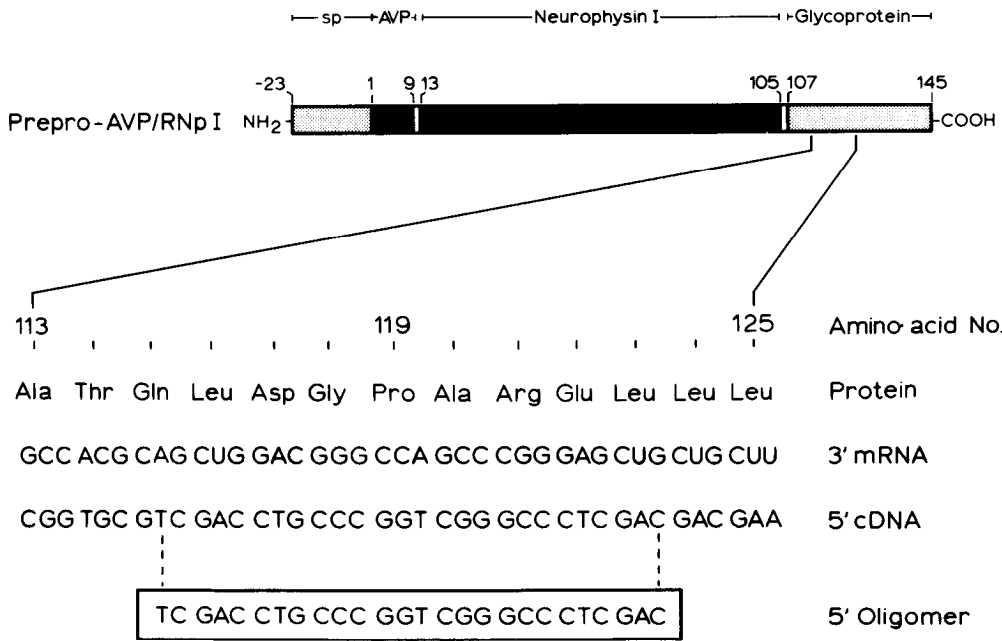 sp AVP Neurophysin I Glycoprotein
-23 1 9 13 105 107 145
Prepro-AVP/RNp I NH2 COOH
113 119 125 Amino acid No.
Ala Thr Gln Leu Asp Gly Pro Ala Arg Glu Leu Leu Leu Protein
GCC ACG CAG CUG GAC GGG CCA GCC CGG GAG CUG CUG CUU 3' mRNA
CGG TGC GTC GAC CTG CCC GGT CGG GCC CTC GAC GAC GAA 5' cDNA
TC GAC CTG CCC GGT CGG GCC CTC GAC 5' Oligomer